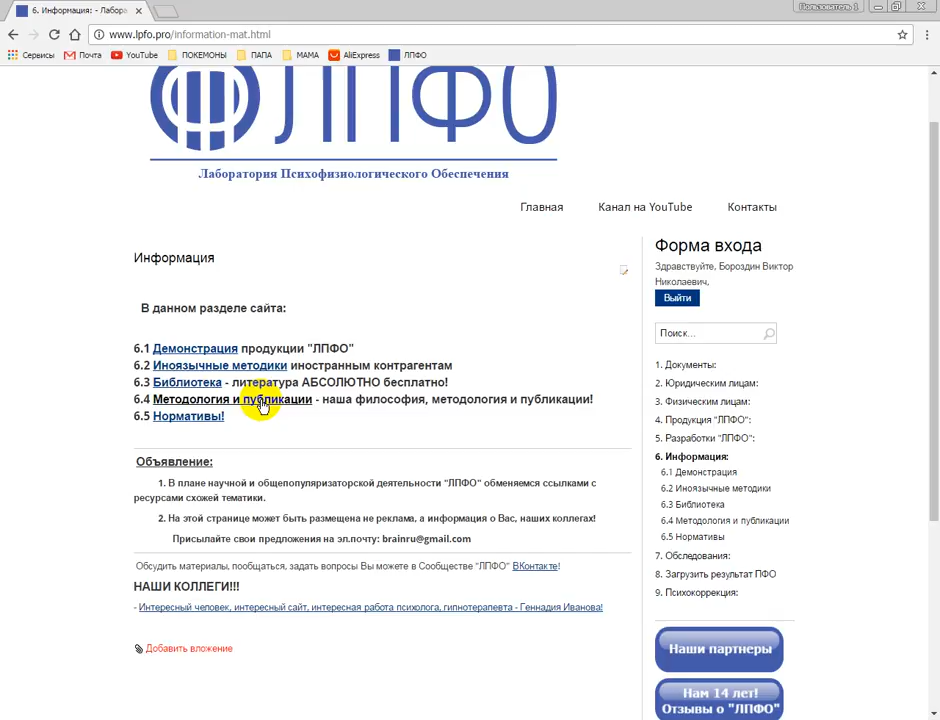 6. Информация: - Лабора
Пользователь 1
www.lpfo.pro/information-mat.html
Сервисы
Почта
YouTube
ПОКЕМОНЫ
ПАПА
МАМА
AliExpress
ЛПФО
ЛПФО
Лаборатория Психофизиологического Обеспечения
Главная
Канал на YouTube
Контакты
Информация
В данном разделе сайта:
6.1 Демонстрация продукции "ЛПФО"
6.2 Иноязычные методики иностранным контрагентам
6.3 Библиотека - литература АБСОЛЮТНО бесплатно!
6.4 Методология и публикации - наша философия, методология и публикации!
6.5 Нормативы!
Объявление:
1. В плане научной и общепопуляризаторской деятельности "ЛПФО" обменяемся ссылками с
ресурсами схожей тематики.
2. На этой странице может быть размещена не реклама, а информация о Вас, наших коллегах!
Присылайте свои предложения на эл.почту: brainru@gmail.com
Обсудить материалы, пообщаться, задать вопросы Вы можете в Сообществе "ЛПФО" ВКонтакте!
НАШИ КОЛЛЕГИ!!!
- Интересный человек, интересный сайт, интересная работа психолога, гипнотерапевта - Геннадия Иванова!
Добавить вложение
Форма входа
Здравствуйте, Бороздин Виктор
Николаевич,
Выйти
Поиск...
1. Документы:
2. Юридическим лицам:
3. Физическим лицам:
4. Продукция "ЛПФО":
5. Разработки "ЛПФО":
6. Информация:
6.1 Демонстрация
6.2 Иноязычные методики
6.3 Библиотека
6.4 Методология и публикации
6.5 Нормативы
7. Обследования:
8. Загрузить результат ПФО
9. Психокоррекция:
Наши партнеры
Нам 14 лет!
Отзывы о "ЛПФО"